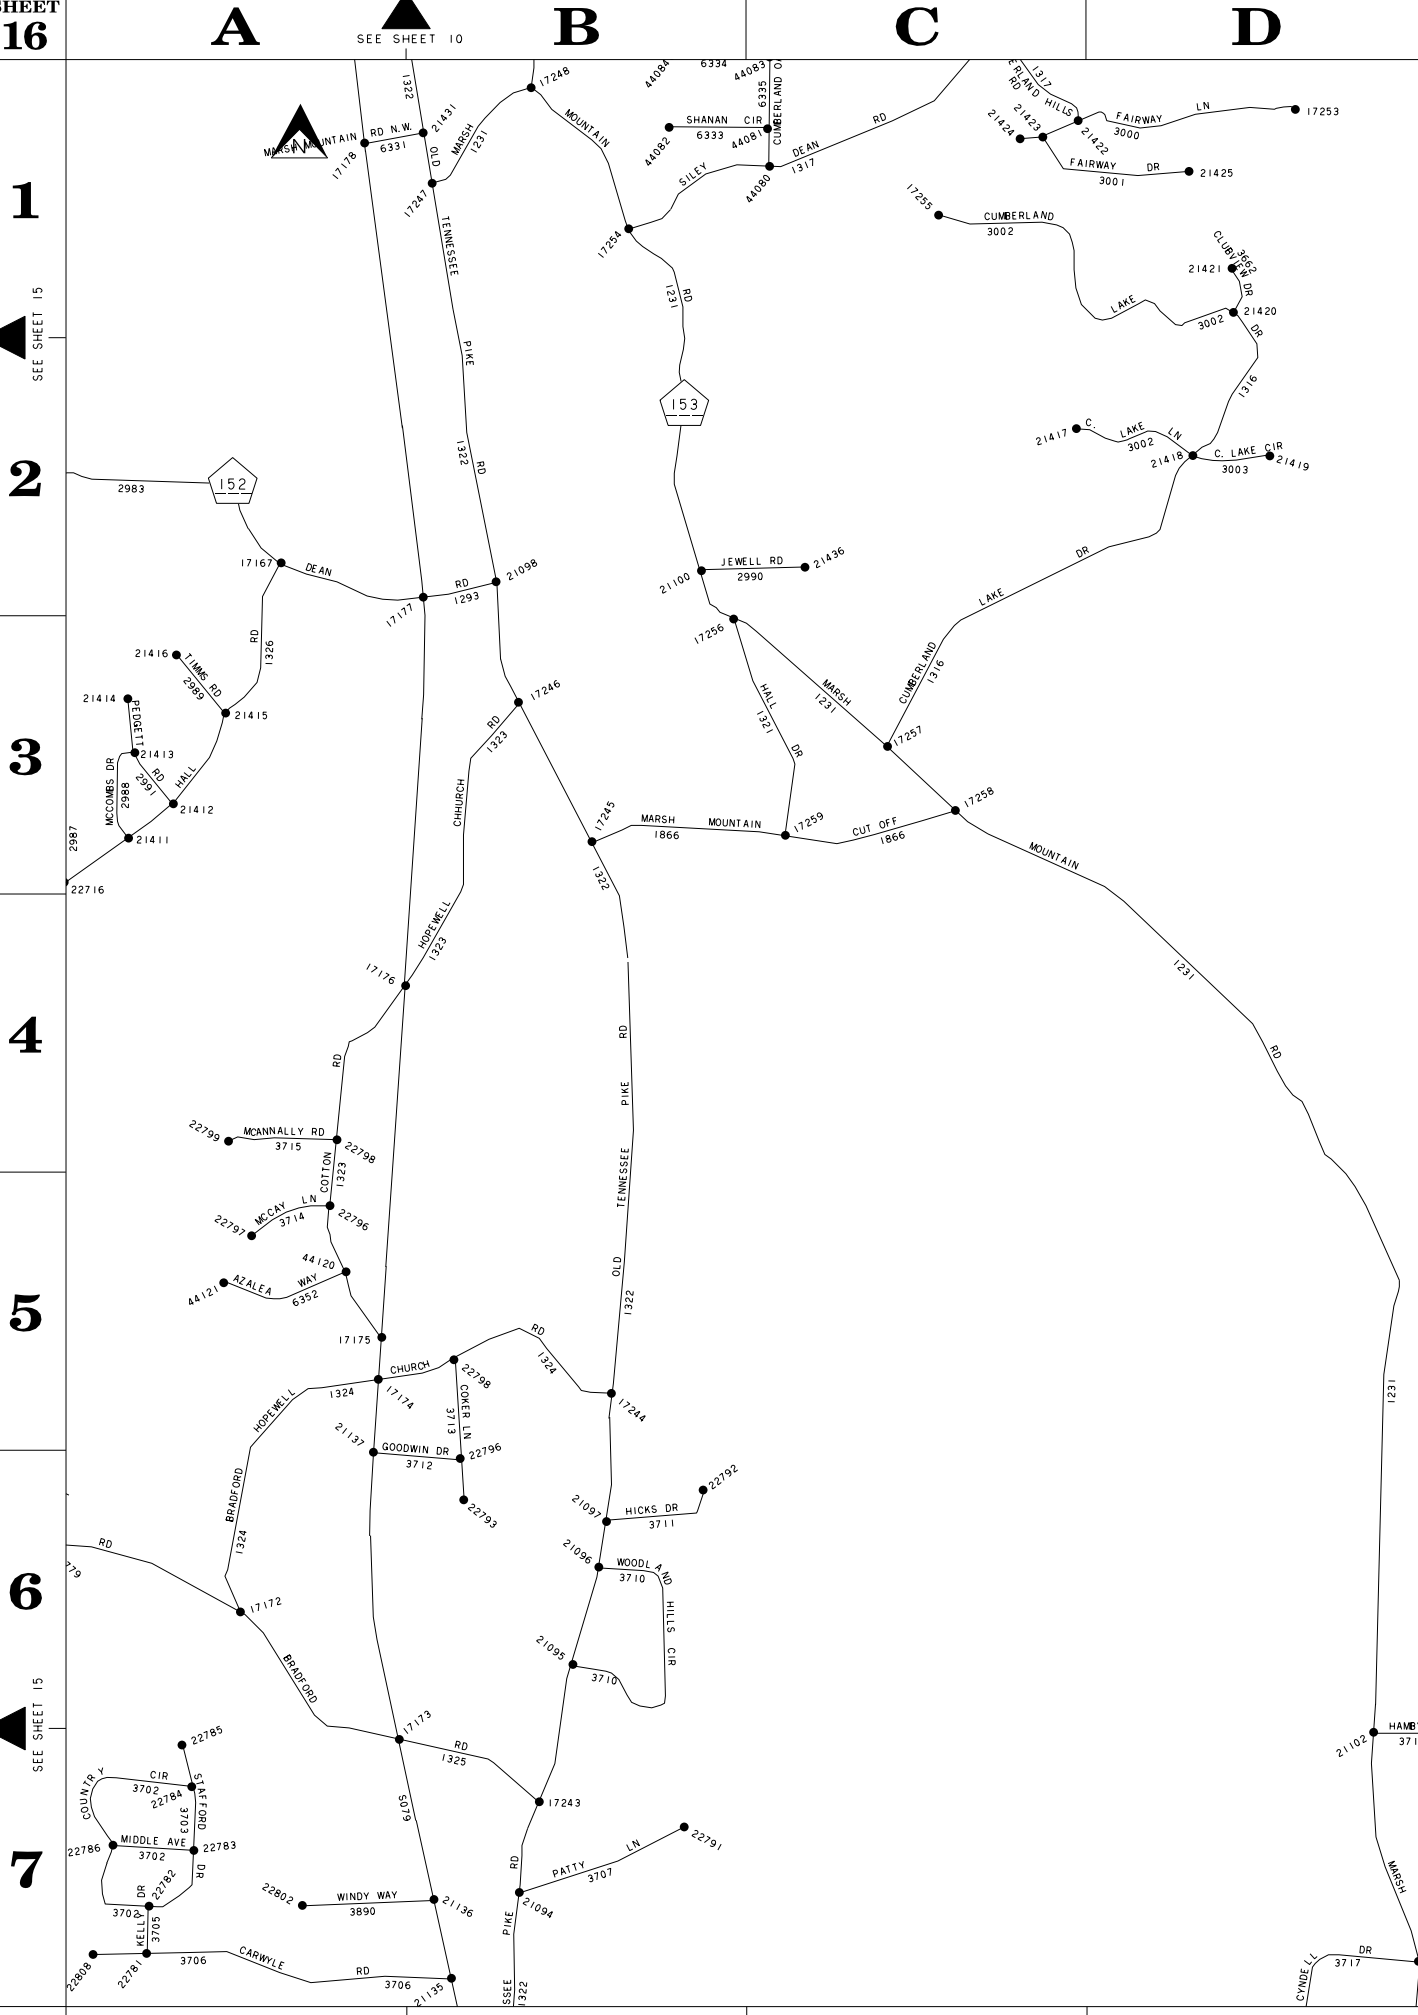 SHEET
16
A
B
C
D
SEE SHEET 10
1
2
3
4
5
6
7
SEE SHEET 15
SEE SHEET 15
1322
21431
MARSH MOUNTAIN RD N.W.
6331
17178
OLD
MARSH
1231
17247
17248
MOUNTAIN
TENNESSEE
PIKE
1322
RD
17254
SILEY
44084
6334
44083
SHANAN CIR
6333
44082
44081
6335
CUMBERLAND
44080
DEAN
1317
RD
1317
ERLAND HILLS
RD
21423
21424
21422
FAIRWAY LN
3000
17253
FAIRWAY DR
3001
21425
17255
CUMBERLAND
3002
LAKE
3002
CLUBVIEW DR
3662
21421
21420
DR
1316
21417
C. LAKE LN
3002
21418
C. LAKE CIR
3003
21419
RD
1231
153
2983
152
17167
DEAN
RD
1293
17177
21098
21100
JEWELL RD
2990
21436
17256
LAKE
DR
CUMBERLAND
1316
MARSH
1231
17257
HALL
1321
DR
17258
17259
CUT OFF
1866
MARSH MOUNTAIN
1866
17245
1322
MOUNTAIN
1231
RD
1231
RD
1326
21416
TIMMS RD
2989
21415
21414
PEDGETT
21413
RD
2991
HALL
MCCOMBS DR
2988
21412
21411
2987
22716
17246
RD
1323
CHHURCH
HOPEWELL
1323
17176
RD
RD
PIKE
TENNESSEE
OLD
1322
22799
MCANNALLY RD
3715
22798
COTTON
1323
22797
MCCAY LN
3714
22796
44120
44121
AZALEA WAY
6352
17175
CHURCH
RD
1324
22798
17174
HOPEWELL
1324
COKER LN
3713
17244
21137
GOODWIN DR
3712
22796
22793
BRADFORD
1324
RD
779
17172
BRADFORD
21097
HICKS DR
3711
22792
21096
WOODLAND
3710
HILLS CIR
21095
3710
17173
RD
1325
17243
S079
21102
HAMB
371
MARSH
22785
COUNTRY
CIR
3702
22784
STAFFORD
3703
22786
MIDDLE AVE
3702
22783
DR
22782
3702
KELLY DR
3705
22808
22781
3706
CARWYLE
RD
3706
21135
22802
WINDY WAY
3890
21136
RD
PATTY
3707
LN
22791
21094
PIKE
SSEE
1322
CYNDELL
DR
3717